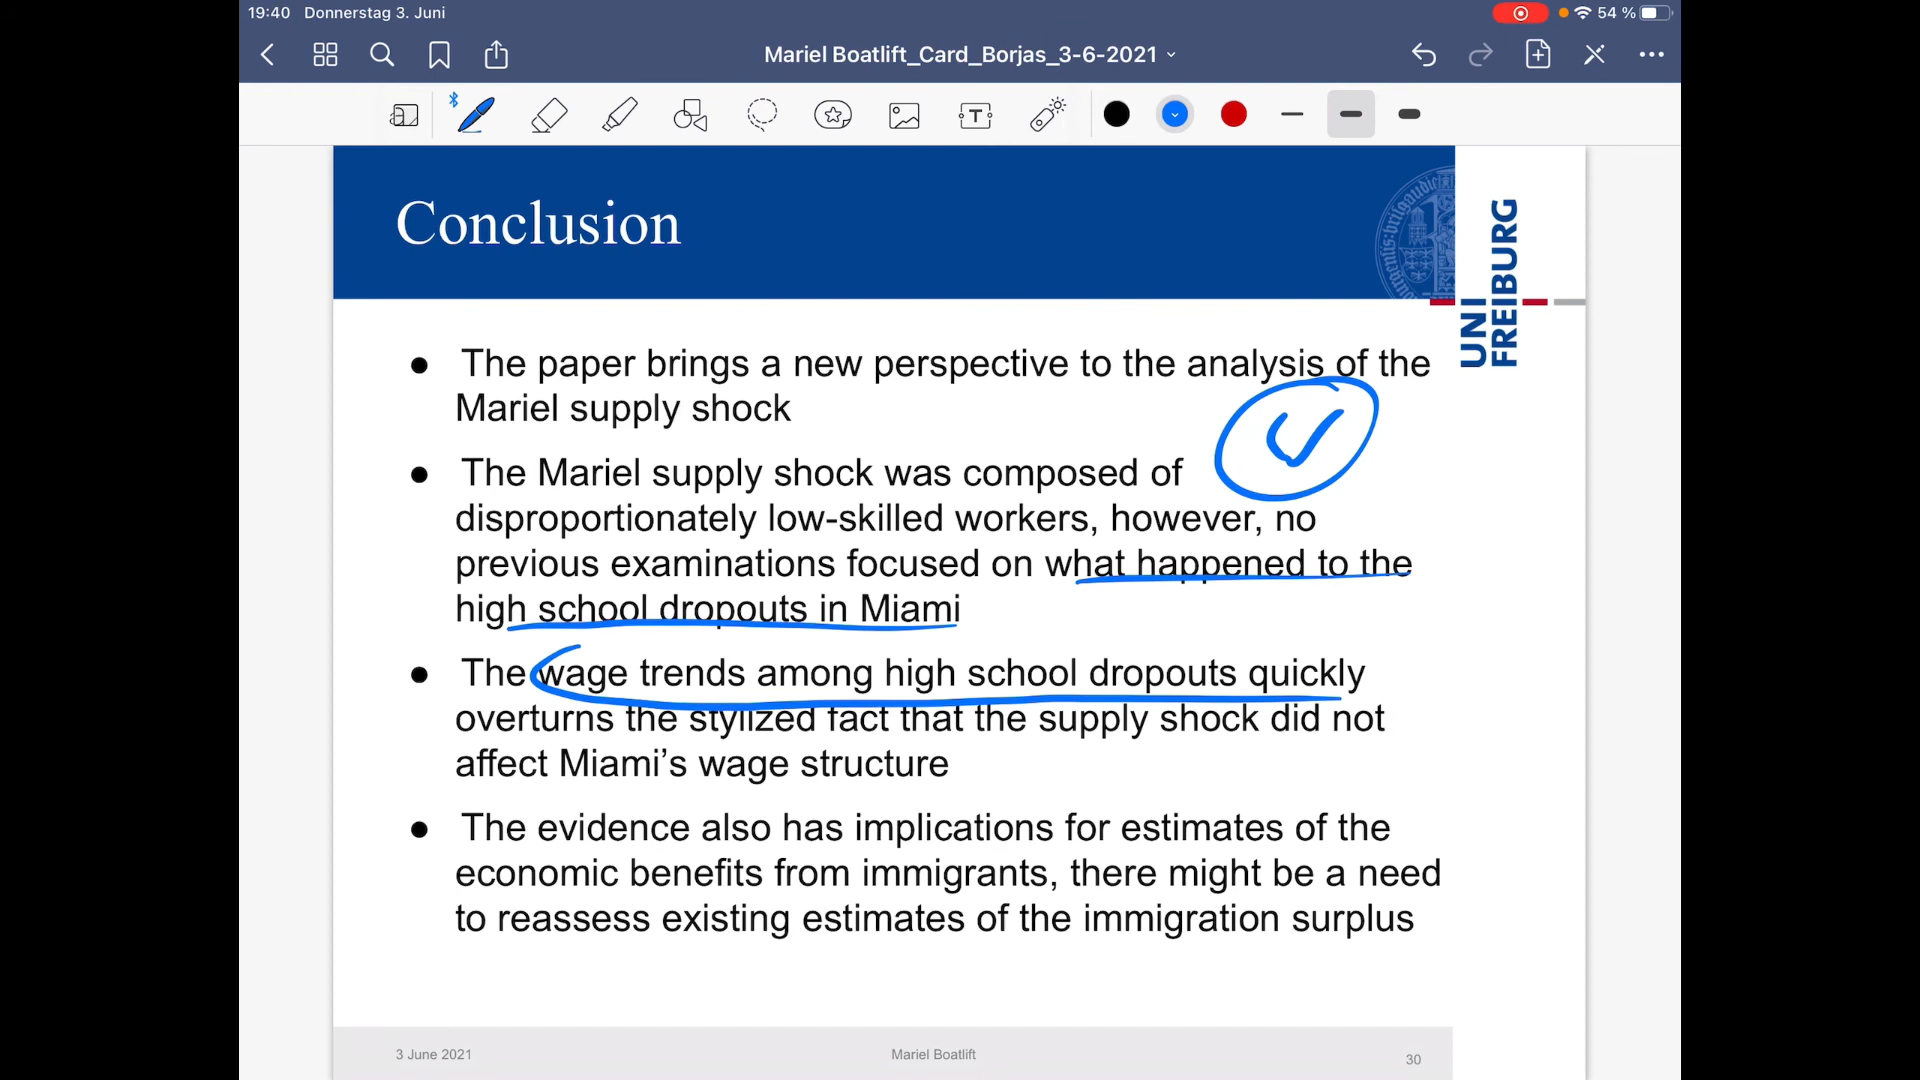 19:40 Donnerstag 3. Juni
54 %
Mariel Boatlift_Card_Borjas_3-6-2021
Conclusion
UNI
FREIBURG
● The paper brings a new perspective to the analysis of the
Mariel supply shock
● The Mariel supply shock was composed of
disproportionately low-skilled workers, however, no
previous examinations focused on what happened to the
high school dropouts in Miami
● The wage trends among high school dropouts quickly
overturns the stylized fact that the supply shock did not
affect Miami’s wage structure
● The evidence also has implications for estimates of the
economic benefits from immigrants, there might be a need
to reassess existing estimates of the immigration surplus
3 June 2021
Mariel Boatlift
30